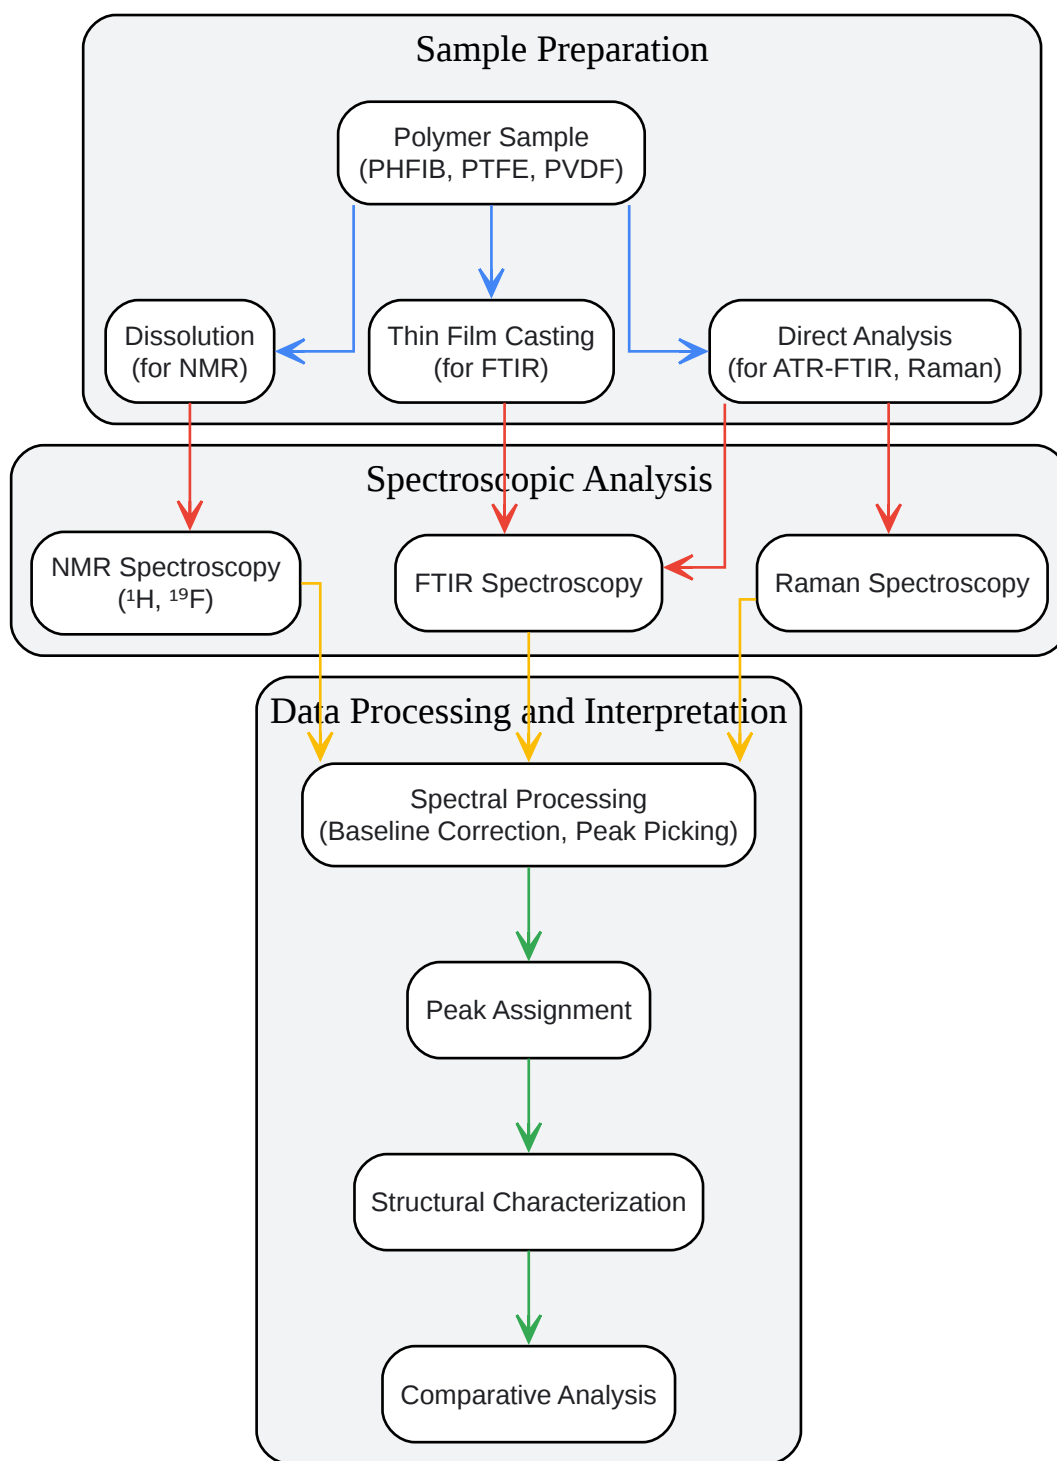 Sample Preparation
Polymer Sample
(PHFIB, PTFE, PVDF)
Dissolution
(for NMR)
Thin Film Casting
(for FTIR)
Direct Analysis
(for ATR-FTIR, Raman)
Spectroscopic Analysis
NMR Spectroscopy
(¹H, ¹⁹F)
FTIR Spectroscopy
Raman Spectroscopy
Data Processing and Interpretation
Spectral Processing
(Baseline Correction, Peak Picking)
Peak Assignment
Structural Characterization
Comparative Analysis